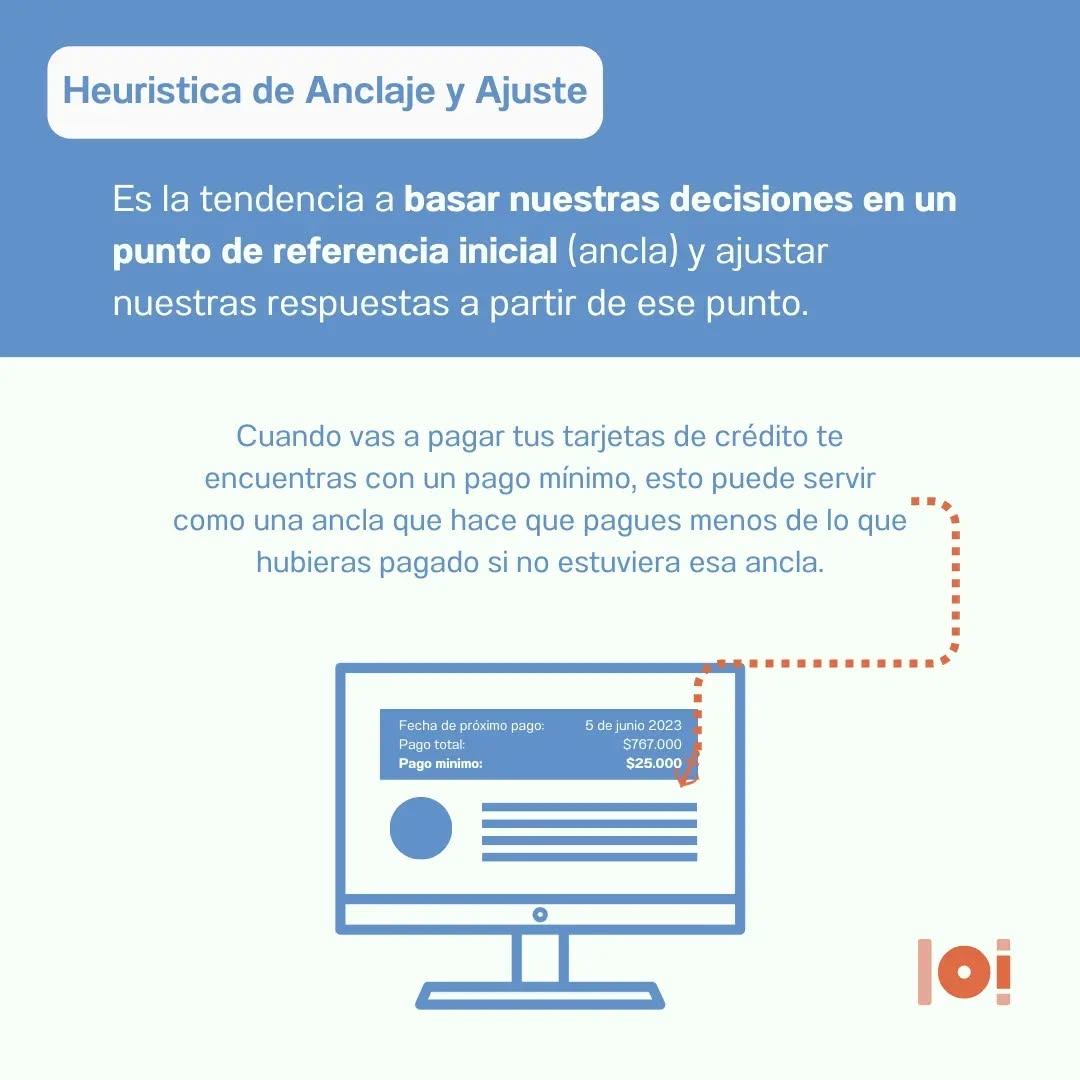 Heuristica de Anclaje y Ajuste
Es la tendencia a basar nuestras decisiones en un
punto de referencia inicial (ancla) y ajustar
nuestras respuestas a partir de ese punto.
Cuando vas a pagar tus tarjetas de crédito te
encuentras con un pago mínimo, esto puede servir
como una ancla que hace que pagues menos de lo que
hubieras pagado si no estuviera esa ancla.
Fecha de próximo pago: 5 de junio 2023
Pago total: $767.000
Pago minimo: $25.000
loi